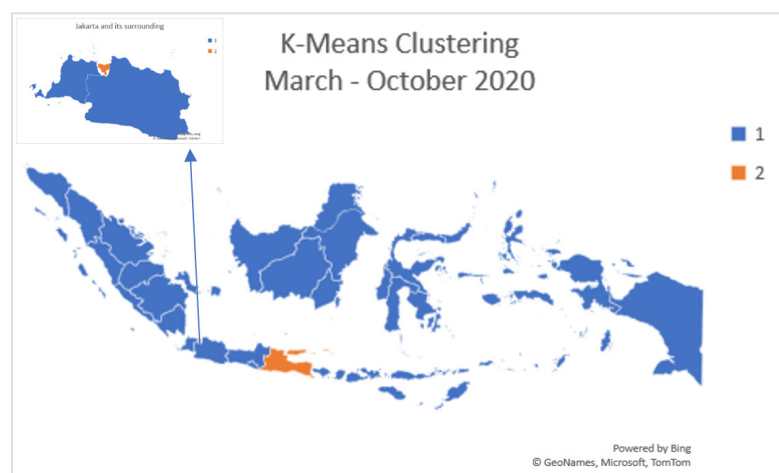 Jakarta and its surrounding
1
2
K-Means Clustering
March - October 2020
1
2
Powered by Bing
© GeoNames, Microsoft, TomTom